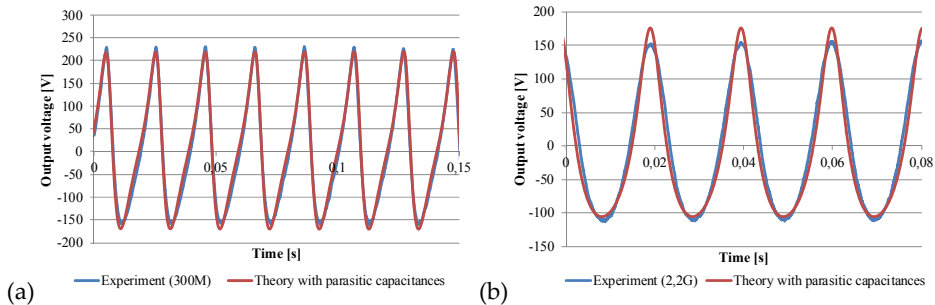 300
250
200
150
100
50
0
-50
-100
-150
-200
0
0,05
0,1
0,15
Output voltage [V]
Time [s]
Experiment (300M)
Theory with parasitic capacitances
(a)
200
150
100
50
0
-50
-100
-150
0
0,02
0,04
0,06
0,08
Output voltage [V]
Time [s]
Experiment (2,2G)
Theory with parasitic capacitances
(b)